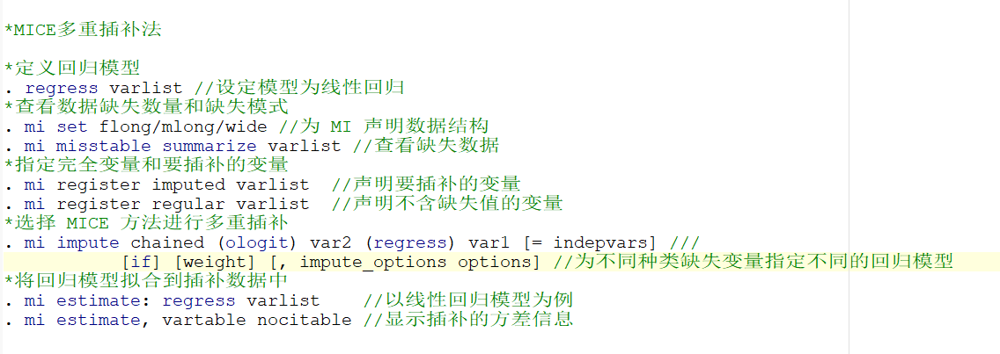 *MICE多重插补法
*定义回归模型
. regress varlist //设定模型为线性回归
*查看数据缺失数量和缺失模式
. mi set flong/mlong/wide //为 MI 声明数据结构
. mi misstable summarize varlist //查看缺失数据
*指定完全变量和要插补的变量
. mi register imputed varlist  //声明要插补的变量
. mi register regular varlist  //声明不含缺失值的变量
*选择 MICE 方法进行多重插补
. mi impute chained (ologit) var2 (regress) var1 [= indepvars] ///
[if] [weight] [, impute_options options] //为不同种类缺失变量指定不同的回归模型
*将回归模型拟合到插补数据中
. mi estimate: regress varlist    //以线性回归模型为例
. mi estimate, vartable nocitable //显示插补的方差信息